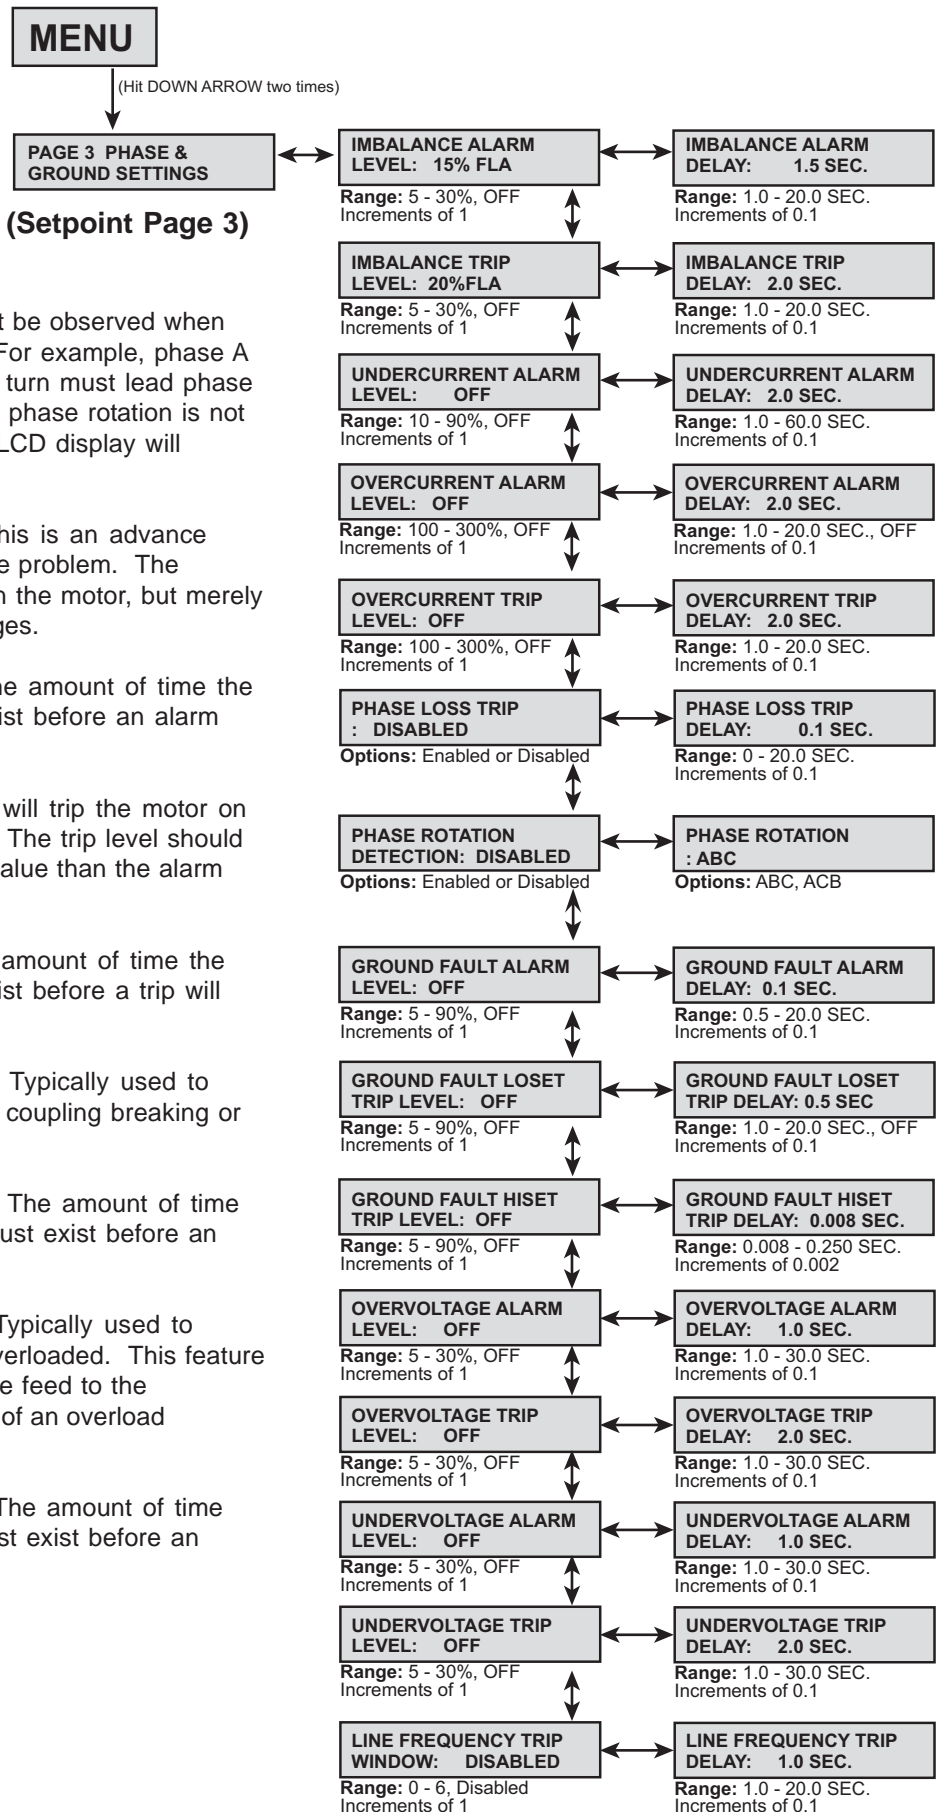 MENU
(Hit DOWN ARROW two times)
PAGE 3 PHASE &
GROUND SETTINGS
(Setpoint Page 3)
t be observed when
For example, phase A
turn must lead phase
phase rotation is not
LCD display will
his is an advance
e problem. The
n the motor, but merely
ges.
ne amount of time the
ist before an alarm
will trip the motor on
The trip level should
alue than the alarm
amount of time the
ist before a trip will
Typically used to
coupling breaking or
The amount of time
ust exist before an
Typically used to
verloaded. This feature
e feed to the
of an overload
The amount of time
st exist before an
IMBALANCE ALARM
LEVEL: 15% FLA
Range: 5 - 30%, OFF
Increments of 1
IMBALANCE ALARM
DELAY: 1.5 SEC.
Range: 1.0 - 20.0 SEC.
Increments of 0.1
IMBALANCE TRIP
LEVEL: 20%FLA
Range: 5 - 30%, OFF
Increments of 1
IMBALANCE TRIP
DELAY: 2.0 SEC.
Range: 1.0 - 20.0 SEC.
Increments of 0.1
UNDERCURRENT ALARM
LEVEL: OFF
Range: 10 - 90%, OFF
Increments of 1
UNDERCURRENT ALARM
DELAY: 2.0 SEC.
Range: 1.0 - 60.0 SEC.
Increments of 0.1
OVERCURRENT ALARM
LEVEL: OFF
Range: 100 - 300%, OFF
Increments of 1
OVERCURRENT ALARM
DELAY: 2.0 SEC.
Range: 1.0 - 20.0 SEC., OFF
Increments of 0.1
OVERCURRENT TRIP
LEVEL: OFF
Range: 100 - 300%, OFF
Increments of 1
OVERCURRENT TRIP
DELAY: 2.0 SEC.
Range: 1.0 - 20.0 SEC.
Increments of 0.1
PHASE LOSS TRIP
: DISABLED
Options: Enabled or Disabled
PHASE LOSS TRIP
DELAY: 0.1 SEC.
Range: 0 - 20.0 SEC.
Increments of 0.1
PHASE ROTATION
DETECTION: DISABLED
Options: Enabled or Disabled
PHASE ROTATION
: ABC
Options: ABC, ACB
GROUND FAULT ALARM
LEVEL: OFF
Range: 5 - 90%, OFF
Increments of 1
GROUND FAULT ALARM
DELAY: 0.1 SEC.
Range: 0.5 - 20.0 SEC.
Increments of 0.1
GROUND FAULT LOSET
TRIP LEVEL: OFF
Range: 5 - 90%, OFF
Increments of 1
GROUND FAULT LOSET
TRIP DELAY: 0.5 SEC
Range: 1.0 - 20.0 SEC., OFF
Increments of 0.1
GROUND FAULT HISET
TRIP LEVEL: OFF
Range: 5 - 90%, OFF
Increments of 1
GROUND FAULT HISET
TRIP DELAY: 0.008 SEC.
Range: 0.008 - 0.250 SEC.
Increments of 0.002
OVERVOLTAGE ALARM
LEVEL: OFF
Range: 5 - 30%, OFF
Increments of 1
OVERVOLTAGE ALARM
DELAY: 1.0 SEC.
Range: 1.0 - 30.0 SEC.
Increments of 0.1
OVERVOLTAGE TRIP
LEVEL: OFF
Range: 5 - 30%, OFF
Increments of 1
OVERVOLTAGE TRIP
DELAY: 2.0 SEC.
Range: 1.0 - 30.0 SEC.
Increments of 0.1
UNDERVOLTAGE ALARM
LEVEL: OFF
Range: 5 - 30%, OFF
Increments of 1
UNDERVOLTAGE ALARM
DELAY: 1.0 SEC.
Range: 1.0 - 30.0 SEC.
Increments of 0.1
UNDERVOLTAGE TRIP
LEVEL: OFF
Range: 5 - 30%, OFF
Increments of 1
UNDERVOLTAGE TRIP
DELAY: 2.0 SEC.
Range: 1.0 - 30.0 SEC.
Increments of 0.1
LINE FREQUENCY TRIP
WINDOW: DISABLED
Range: 0 - 6, Disabled
Increments of 1
LINE FREQUENCY TRIP
DELAY: 1.0 SEC.
Range: 1.0 - 20.0 SEC.
Increments of 0.1